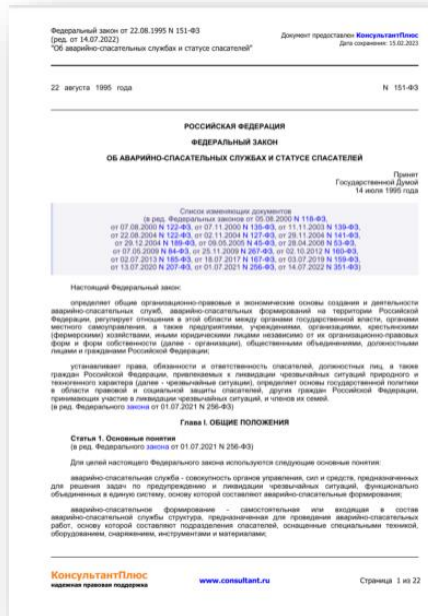 Федеральный закон от 22.08.1995 N 151-ФЗ
(ред. от 14.07.2022)
"Об аварийно-спасательных службах и статусе спасателей"
Документ предоставлен КонсультантПлюс
Дата сохранения: 15.02.2023
22 августа 1995 года
N 151-ФЗ
РОССИЙСКАЯ ФЕДЕРАЦИЯ
ФЕДЕРАЛЬНЫЙ ЗАКОН
ОБ АВАРИЙНО-СПАСАТЕЛЬНЫХ СЛУЖБАХ И СТАТУСЕ СПАСАТЕЛЕЙ
Принят
Государственной Думой
14 июля 1995 года
Список изменяющих документов
(в ред. Федеральных законов от 05.08.2000 N 118-ФЗ,
от 07.08.2000 N 122-ФЗ, от 07.11.2000 N 135-ФЗ, от 11.11.2003 N 139-ФЗ,
от 22.08.2004 N 122-ФЗ, от 02.11.2004 N 127-ФЗ, от 29.11.2004 N 141-ФЗ,
от 29.12.2004 N 189-ФЗ, от 09.05.2005 N 45-ФЗ, от 28.04.2008 N 53-ФЗ,
от 07.05.2009 N 84-ФЗ, от 25.11.2009 N 267-ФЗ, от 02.10.2012 N 160-ФЗ,
от 02.07.2013 N 185-ФЗ, от 18.07.2017 N 167-ФЗ, от 03.07.2019 N 159-ФЗ,
от 13.07.2020 N 207-ФЗ, от 01.07.2021 N 256-ФЗ, от 14.07.2022 N 351-ФЗ)
Настоящий Федеральный закон:
определяет общие организационно-правовые и экономические основы создания и деятельности
аварийно-спасательных служб, аварийно-спасательных формирований на территории Российской
Федерации, регулирует отношения в этой области между органами государственной власти, органами
местного самоуправления, а также предприятиями, учреждениями, организациями, крестьянскими
(фермерскими) хозяйствами, иными юридическими лицами независимо от их организационно-правовых
форм и форм собственности (далее - организации), общественными объединениями, должностными
лицами и гражданами Российской Федерации;
устанавливает права, обязанности и ответственность спасателей, должностных лиц, а также
граждан Российской Федерации, привлекаемых к ликвидации чрезвычайных ситуаций природного и
техногенного характера (далее - чрезвычайные ситуации), определяет основы государственной политики
в области правовой и социальной защиты спасателей, других граждан Российской Федерации,
принимающих участие в ликвидации чрезвычайных ситуаций, и членов их семей.
(в ред. Федерального закона от 01.07.2021 N 256-ФЗ)
Глава I. ОБЩИЕ ПОЛОЖЕНИЯ
Статья 1. Основные понятия
(в ред. Федерального закона от 01.07.2021 N 256-ФЗ)
Для целей настоящего Федерального закона используются следующие основные понятия:
аварийно-спасательная служба - совокупность органов управления, сил и средств, предназначенных
для решения задач по предупреждению и ликвидации чрезвычайных ситуаций, функционально
объединенных в единую систему, основу которой составляют аварийно-спасательные формирования;
аварийно-спасательное формирование - самостоятельная или входящая в состав
аварийно-спасательной службы структура, предназначенная для проведения аварийно-спасательных
работ, основу которой составляют подразделения спасателей, оснащенные специальными техникой,
оборудованием, снаряжением, инструментами и материалами;
КонсультантПлюс
надежная правовая поддержка
www.consultant.ru
Страница 1 из 22